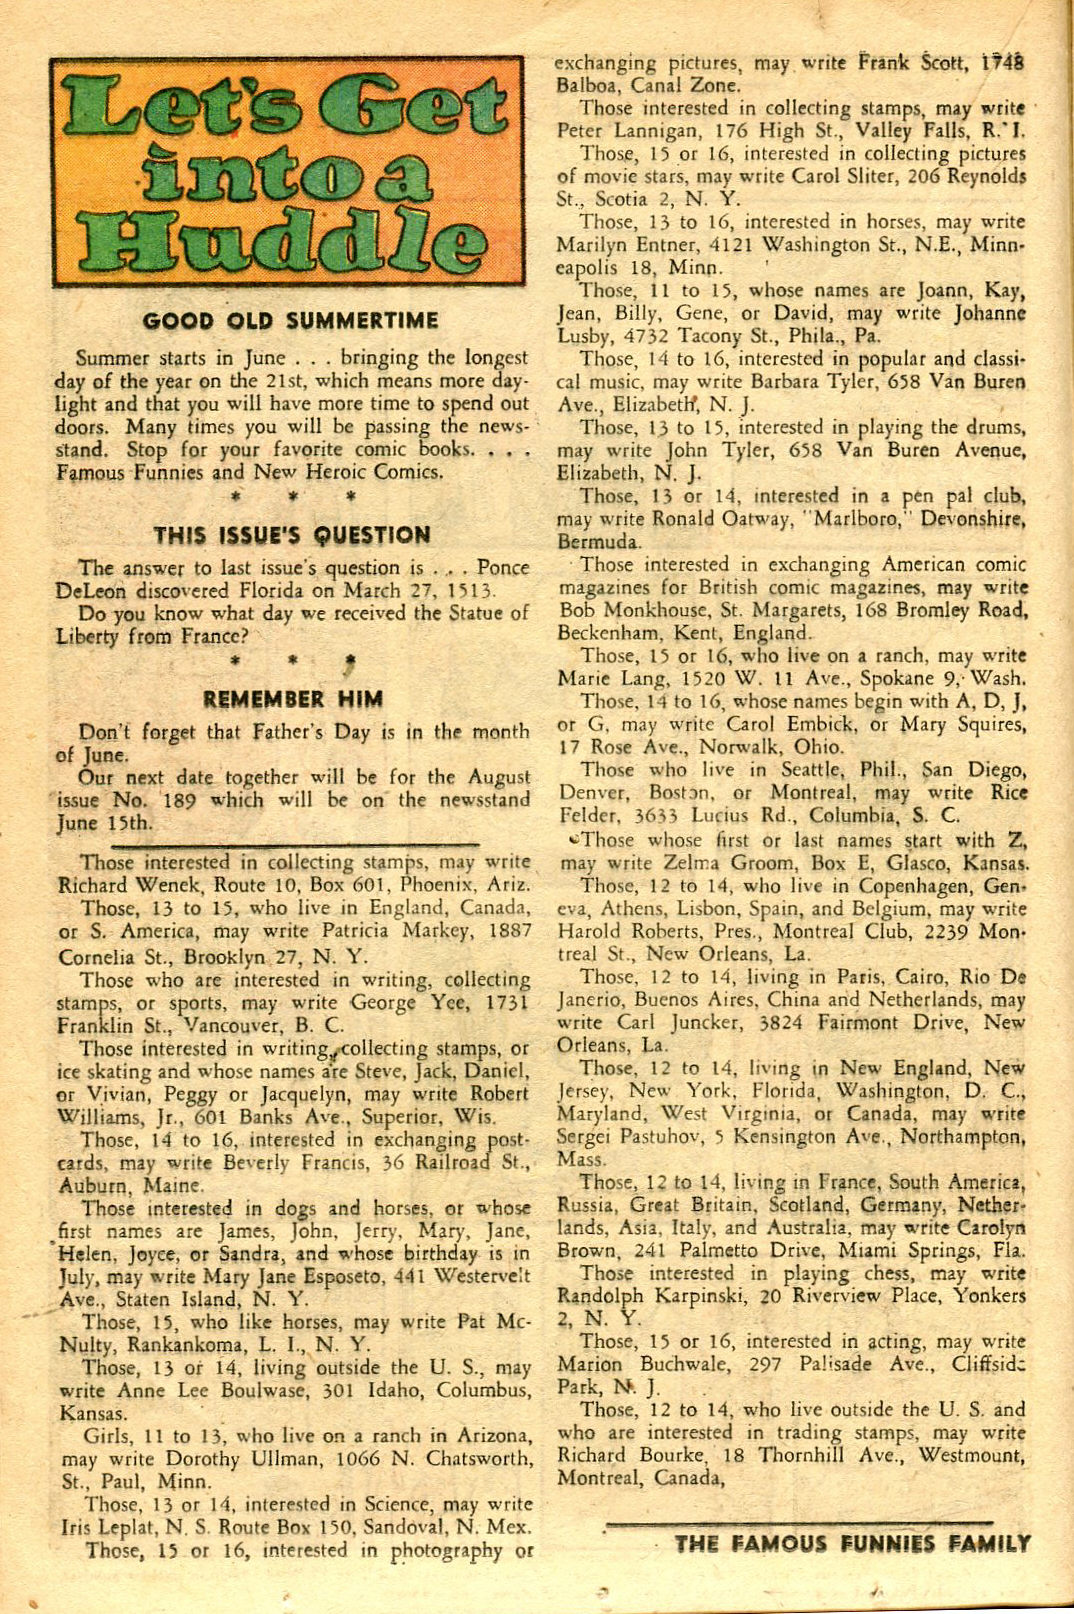 Let's Get
into a
Huddle
GOOD OLD SUMMERTIME
Summer starts in June . . . bringing the longest
day of the year on the 21st, which means more day-
light and that you will have more time to spend out
doors. Many times you will be passing the news-
stand. Stop for your favorite comic books. . . .
Famous Funnies and New Heroic Comics.
* * *
THIS ISSUE'S QUESTION
The answer to last issue's question is . . . Ponce
DeLeon discovered Florida on March 27, 1513.
Do you know what day we received the Statue of
Liberty from France?
* * *
REMEMBER HIM
Don't forget that Father's Day is in the month
of June.
Our next date together will be for the August
issue No. 189 which will be on the newsstand
June 15th.
Those interested in collecting stamps, may write
Richard Wenek, Route 10, Box 601, Phoenix, Ariz.
Those, 13 to 15, who live in England, Canada,
or S. America, may write Patricia Markey, 1887
Cornelia St., Brooklyn 27, N. Y.
Those who are interested in writing, collecting
stamps, or sports, may write George Yee, 1731
Franklin St., Vancouver, B. C.
Those interested in writing, collecting stamps, or
ice skating and whose names are Steve, Jack, Daniel,
or Vivian, Peggy or Jacquelyn, may write Robert
Williams, Jr., 601 Banks Ave., Superior, Wis.
Those, 14 to 16, interested in exchanging post-
cards, may write Beverly Francis, 36 Railroad St.,
Auburn, Maine.
Those interested in dogs and horses, or whose
first names are James, John, Jerry, Mary, Jane,
Helen, Joyce, or Sandra, and whose birthday is in
July, may write Mary Jane Esposeto, 441 Westervelt
Ave., Staten Island, N. Y.
Those, 15, who like horses, may write Pat Mc-
Nulty, Rankankoma, L. I., N. Y.
Those, 13 or 14, living outside the U. S., may
write Anne Lee Boulwase, 301 Idaho, Columbus,
Kansas.
Girls, 11 to 13, who live on a ranch in Arizona,
may write Dorothy Ullman, 1066 N. Chatsworth,
St., Paul, Minn.
Those, 13 or 14, interested in Science, may write
Iris Leplat, N. S. Route Box 150, Sandoval, N. Mex.
Those, 15 or 16, interested in photography or
exchanging pictures, may write Frank Scott, 1748
Balboa, Canal Zone.
Those interested in collecting stamps, may write
Peter Lannigan, 176 High St., Valley Falls, R. I.
Those, 15 or 16, interested in collecting pictures
of movie stars, may write Carol Sliter, 206 Reynolds
St., Scotia 2, N. Y.
Those, 13 to 16, interested in horses, may write
Marilyn Entner, 4121 Washington St., N.E., Minn-
eapolis 18, Minn.
Those, 11 to 15, whose names are Joann, Kay,
Jean, Billy, Gene, or David, may write Johanne
Lusby, 4732 Tacony St., Phila., Pa.
Those, 14 to 16, interested in popular and classi-
cal music, may write Barbara Tyler, 658 Van Buren
Ave., Elizabeth, N. J.
Those, 13 to 15, interested in playing the drums,
may write John Tyler, 658 Van Buren Avenue,
Elizabeth, N. J.
Those, 13 or 14, interested in a pen pal club,
may write Ronald Oatway, "Marlboro," Devonshire,
Bermuda.
Those interested in exchanging American comic
magazines for British comic magazines, may write
Bob Monkhouse, St. Margarets, 168 Bromley Road,
Beckenham, Kent, England.
Those, 15 or 16, who live on a ranch, may write
Marie Lang, 1520 W. 11 Ave., Spokane 9, Wash.
Those, 14 to 16, whose names begin with A, D, J,
or G, may write Carol Embick, or Mary Squires,
17 Rose Ave., Norwalk, Ohio.
Those who live in Seattle, Phil., San Diego,
Denver, Boston, or Montreal, may write Rice
Felder, 3633 Lucius Rd., Columbia, S. C.
Those whose first or last names start with Z,
may write Zelma Groom, Box E, Glasco, Kansas.
Those, 12 to 14, who live in Copenhagen, Gen-
eva, Athens, Lisbon, Spain, and Belgium, may write
Harold Roberts, Pres., Montreal Club, 2239 Mon-
treal St., New Orleans, La.
Those, 12 to 14, living in Paris, Cairo, Rio De
Janerio, Buenos Aires, China and Netherlands, may
write Carl Juncker, 3824 Fairmont Drive, New
Orleans, La.
Those, 12 to 14, living in New England, New
Jersey, New York, Florida, Washington, D. C.,
Maryland, West Virginia, or Canada, may write
Sergei Pastuhov, 5 Kensington Ave., Northampton,
Mass.
Those, 12 to 14, living in France, South America,
Russia, Great Britain, Scotland, Germany, Nether-
lands, Asia, Italy, and Australia, may write Carolyn
Brown, 241 Palmetto Drive, Miami Springs, Fla.
Those interested in playing chess, may write
Randolph Karpinski, 20 Riverview Place, Yonkers
2, N. Y.
Those, 15 or 16, interested in acting, may write
Marion Buchwale, 297 Palisade Ave., Cliffside
Park, N. J.
Those, 12 to 14, who live outside the U. S. and
who are interested in trading stamps, may write
Richard Bourke, 18 Thornhill Ave., Westmount,
Montreal, Canada,
THE FAMOUS FUNNIES FAMILY